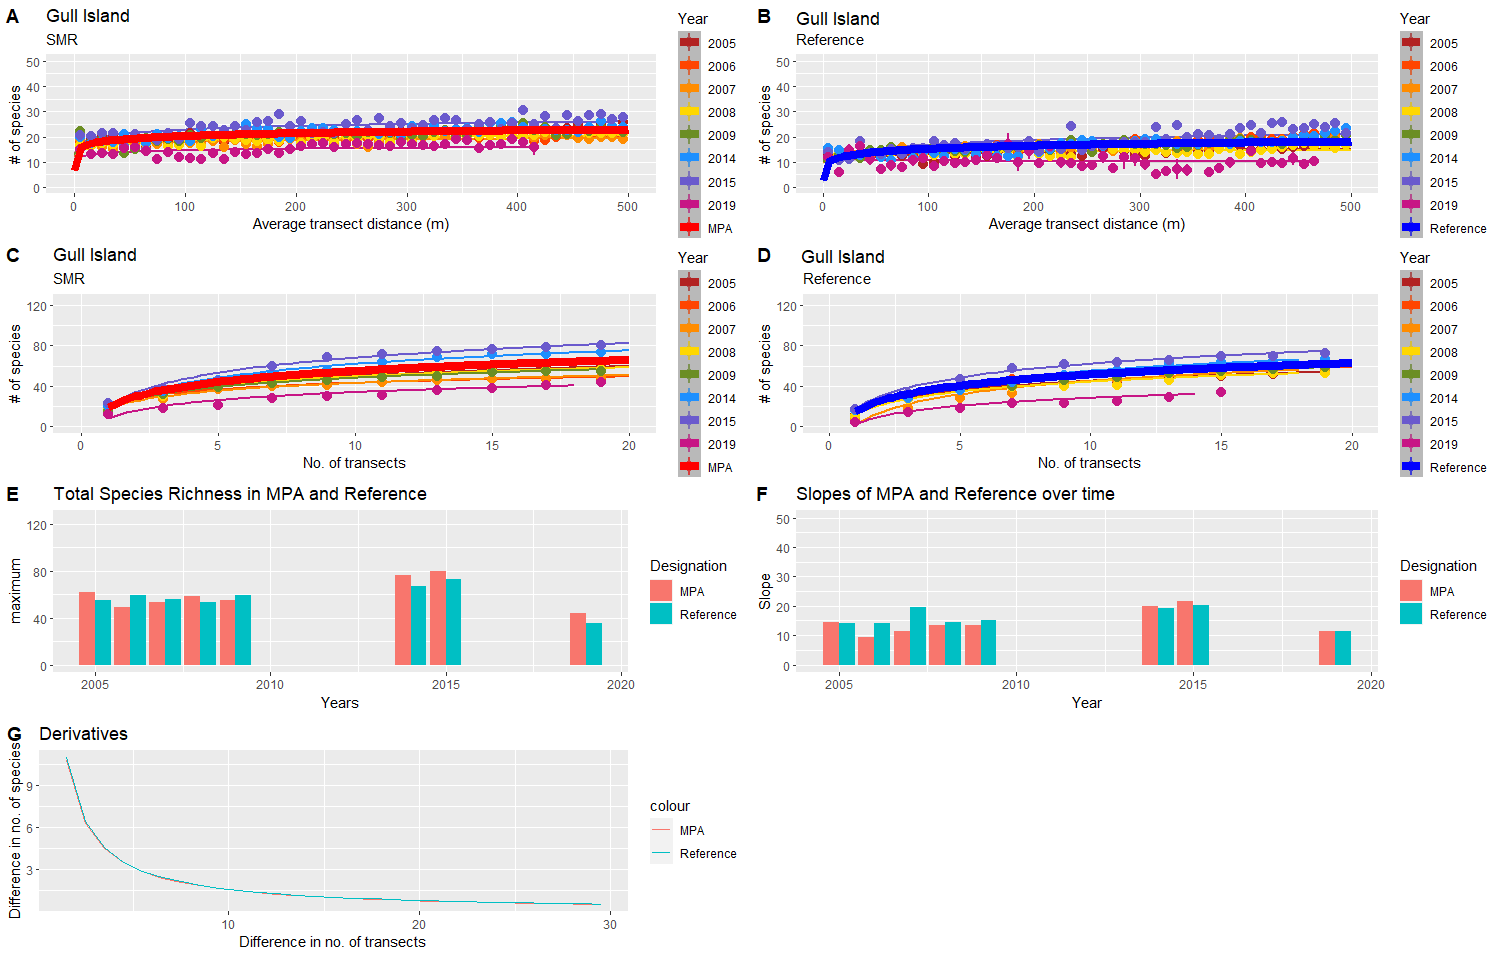 A
Gull Island
SMR
# of species
50
40
30
20
10
0
0 100 200 300 400 500
Average transect distance (m)
Year
2005
2006
2007
2008
2009
2014
2015
2019
MPA
B
Gull Island
Reference
# of species
50
40
30
20
10
0
0 100 200 300 400 500
Average transect distance (m)
Year
2005
2006
2007
2008
2009
2014
2015
2019
Reference
C
Gull Island
SMR
# of species
120
80
40
0
0 5 10 15 20
No. of transects
Year
2005
2006
2007
2008
2009
2014
2015
2019
MPA
D
Gull Island
Reference
# of species
120
80
40
0
0 5 10 15 20
No. of transects
Year
2005
2006
2007
2008
2009
2014
2015
2019
Reference
E
Total Species Richness in MPA and Reference
maximum
120
80
40
0
2005 2010 2015 2020
Years
Designation
MPA
Reference
F
Slopes of MPA and Reference over time
Slope
50
40
30
20
10
0
2005 2010 2015 2020
Year
Designation
MPA
Reference
G
Derivatives
Difference in no. of species
9
6
3
10 20 30
Difference in no. of transects
colour
MPA
Reference